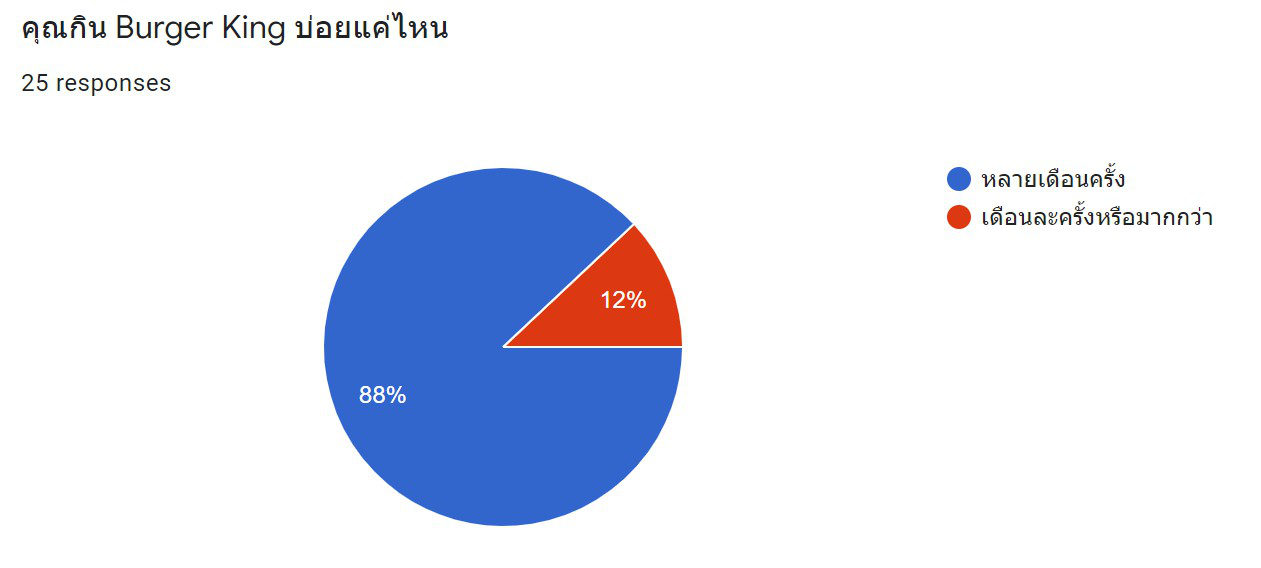 คุณกิน Burger King บ่อยแค่ไหน
25 responses
หลายเดือนครั้ง
เดือนละครั้งหรือมากกว่า
12%
88%